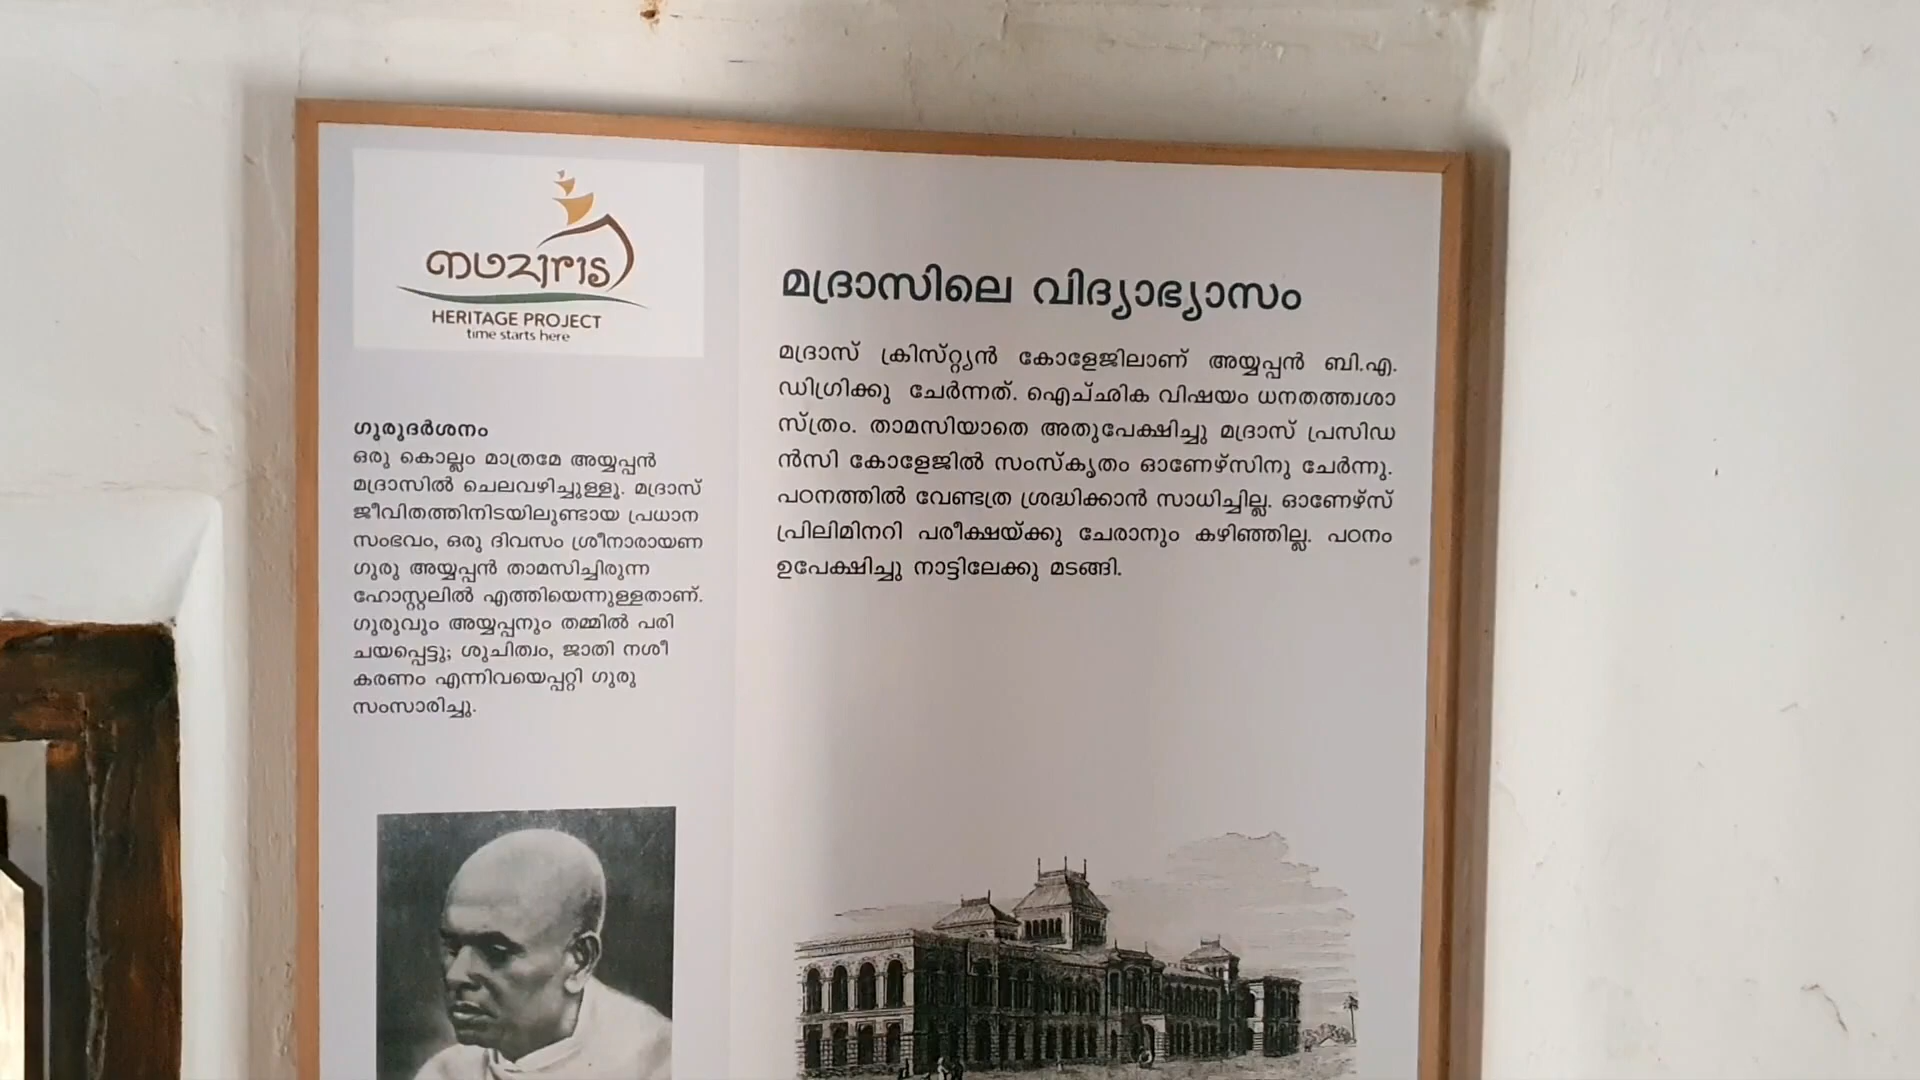 മുസിരിസ്
HERITAGE PROJECT
time starts here
ഗുരുദർശനം
ഒരു കൊല്ലം മാത്രമേ അയ്യപ്പൻ
മദ്രാസിൽ ചെലവഴിച്ചുള്ളൂ. മദ്രാസ്
ജീവിതത്തിനിടയിലുണ്ടായ പ്രധാന
സംഭവം, ഒരു ദിവസം ശ്രീനാരായണ
ഗുരു അയ്യപ്പൻ താമസിച്ചിരുന്ന
ഹോസ്റ്റലിൽ എത്തിയെന്നുള്ളതാണ്.
ഗുരുവും അയ്യപ്പനും തമ്മിൽ പരി
ചയപ്പെട്ടു; ശുചിത്വം, ജാതി നശീ
കരണം എന്നിവയെപ്പറ്റി ഗുരു
സംസാരിച്ചു.
മദ്രാസിലെ വിദ്യാഭ്യാസം
മദ്രാസ് ക്രിസ്റ്റ്യൻ കോളേജിലാണ് അയ്യപ്പൻ ബി.എ.
ഡിഗ്രിക്കു ചേർന്നത്. ഐച്ഛിക വിഷയം ധനതത്ത്വശാ
സ്ത്രം. താമസിയാതെ അതുപേക്ഷിച്ചു മദ്രാസ് പ്രസിഡ
ൻസി കോളേജിൽ സംസ്കൃതം ഓണേഴ്സിനു ചേർന്നു.
പഠനത്തിൽ വേണ്ടത്ര ശ്രദ്ധിക്കാൻ സാധിച്ചില്ല. ഓണേഴ്സ്
പ്രിലിമിനറി പരീക്ഷയ്ക്കു ചേരാനും കഴിഞ്ഞില്ല. പഠനം
ഉപേക്ഷിച്ചു നാട്ടിലേക്കു മടങ്ങി.